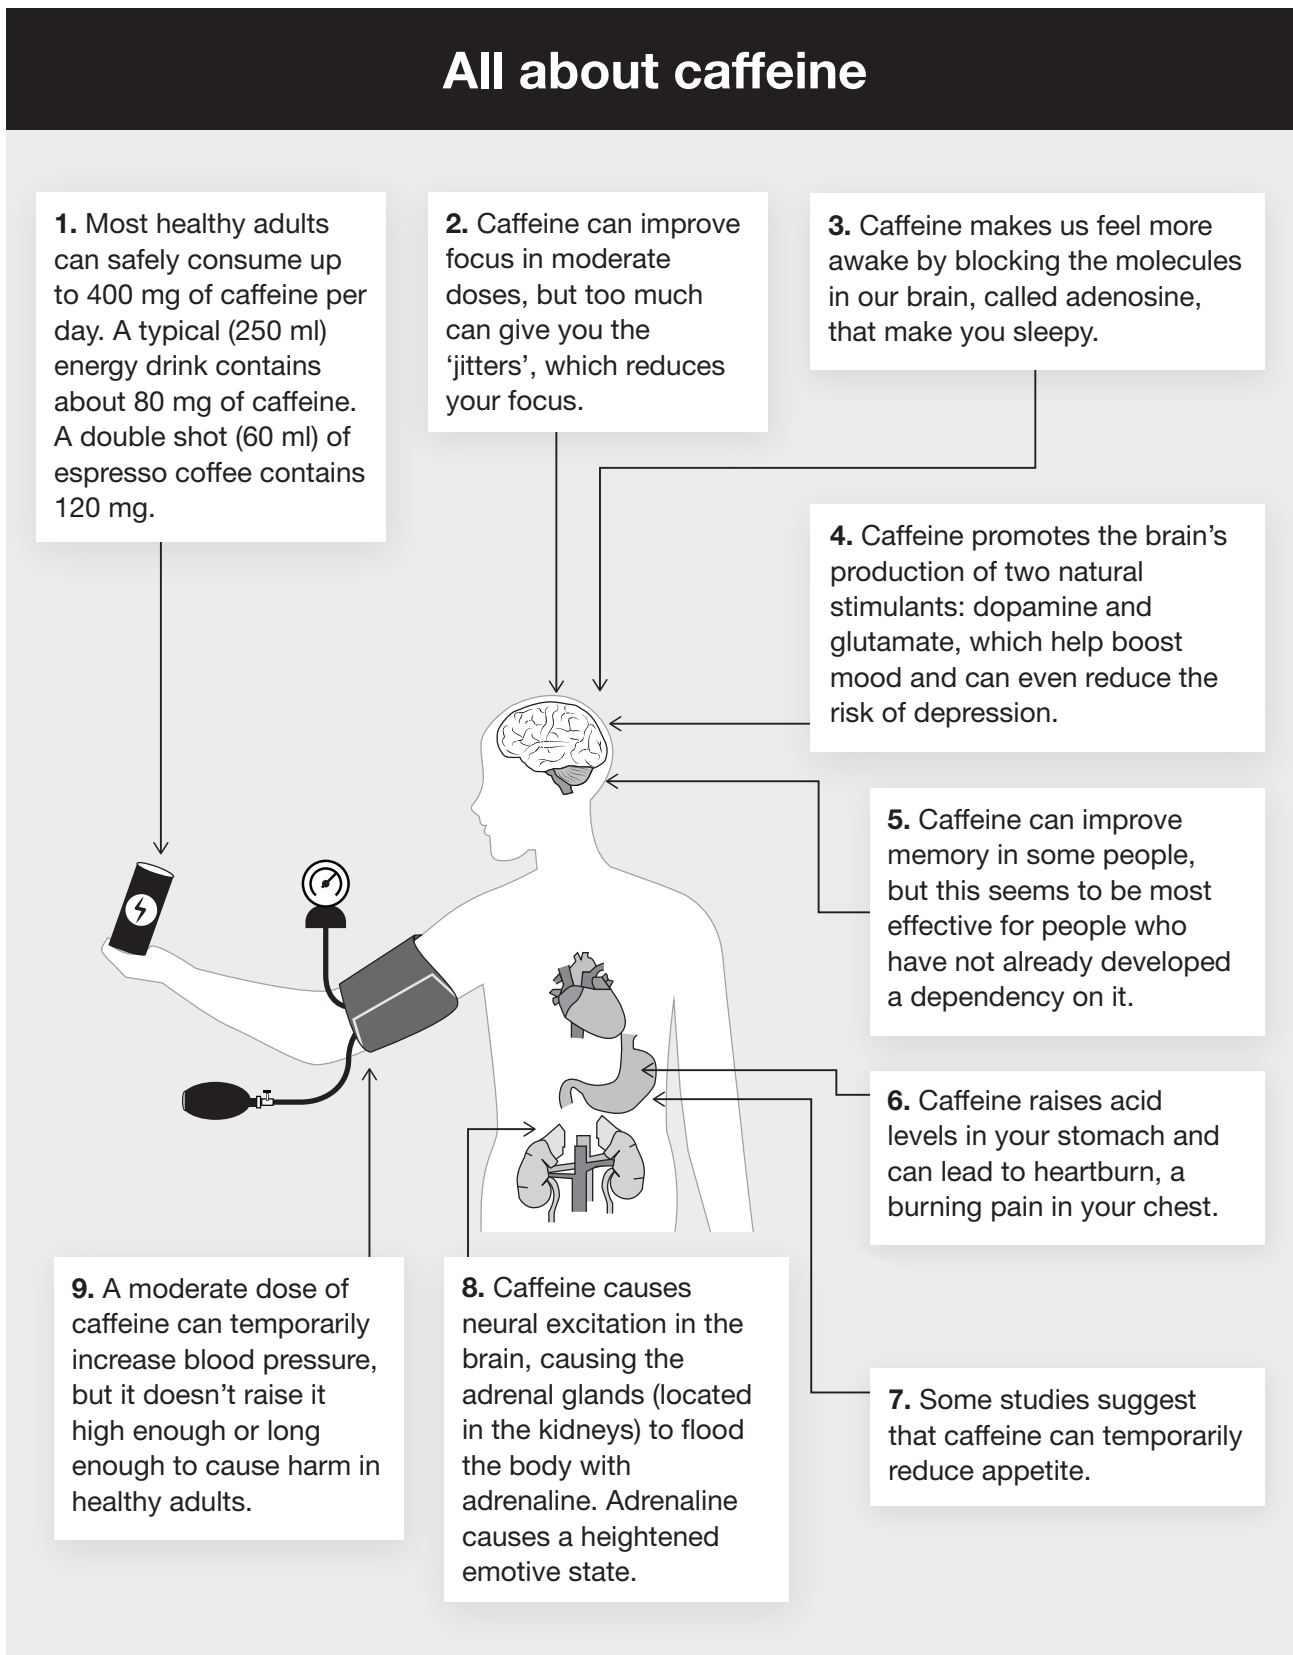 All about caffeine
1. Most healthy adults
can safely consume up
to 400 mg of caffeine per
day. A typical (250 ml)
energy drink contains
about 80 mg of caffeine.
A double shot (60 ml) of
espresso coffee contains
120 mg.
2. Caffeine can improve
focus in moderate
doses, but too much
can give you the
‘jitters’, which reduces
your focus.
3. Caffeine makes us feel more
awake by blocking the molecules
in our brain, called adenosine,
that make you sleepy.
4. Caffeine promotes the brain’s
production of two natural
stimulants: dopamine and
glutamate, which help boost
mood and can even reduce the
risk of depression.
5. Caffeine can improve
memory in some people,
but this seems to be most
effective for people who
have not already developed
a dependency on it.
6. Caffeine raises acid
levels in your stomach and
can lead to heartburn, a
burning pain in your chest.
7. Some studies suggest
that caffeine can temporarily
reduce appetite.
8. Caffeine causes
neural excitation in the
brain, causing the
adrenal glands (located
in the kidneys) to flood
the body with
adrenaline. Adrenaline
causes a heightened
emotive state.
9. A moderate dose of
caffeine can temporarily
increase blood pressure,
but it doesn’t raise it
high enough or long
enough to cause harm in
healthy adults.